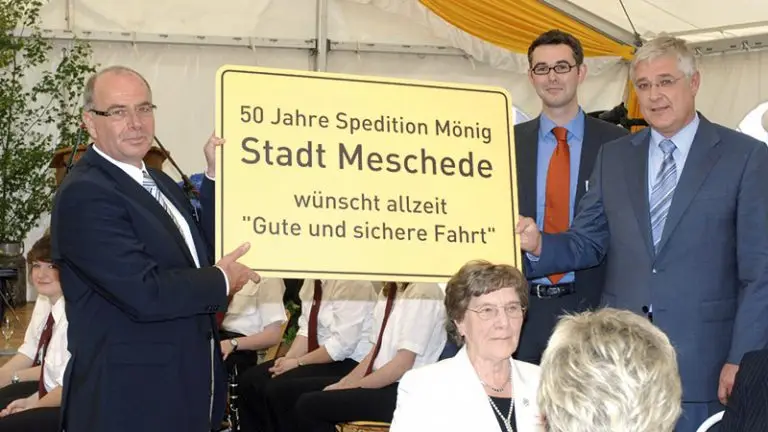 50 Jahre Spedition Mönig
Stadt Meschede
wünscht allzeit
"Gute und sichere Fahrt"